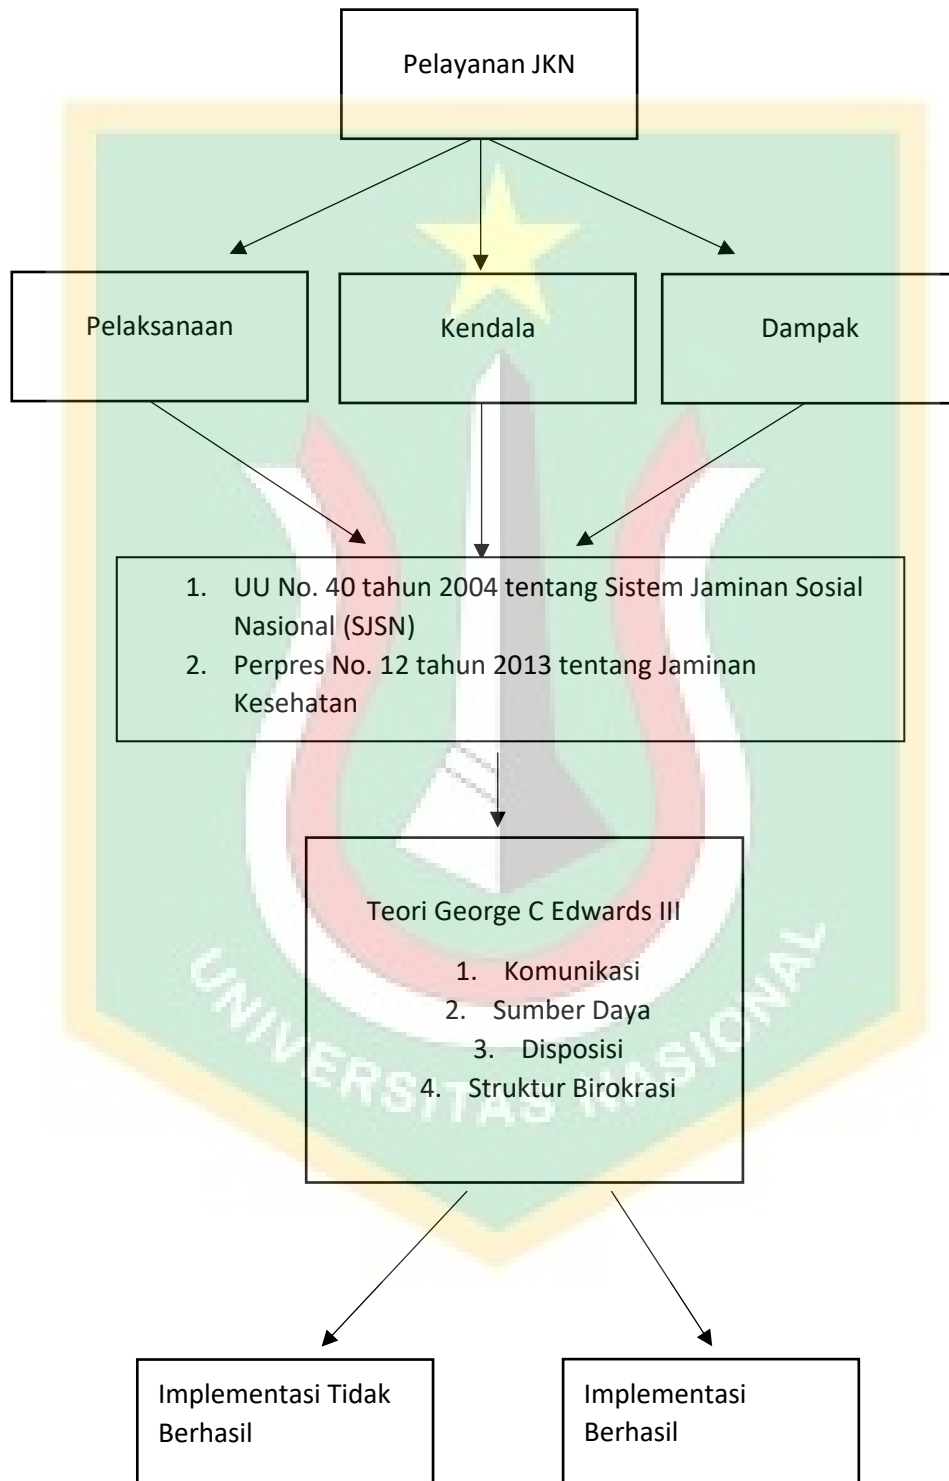 Pelayanan JKN
Pelaksanaan
Kendala
Dampak
1. UU No. 40 tahun 2004 tentang Sistem Jaminan Sosial
Nasional (SJSN)
2. Perpres No. 12 tahun 2013 tentang Jaminan
Kesehatan
Teori George C Edwards III
1. Komunikasi
2. Sumber Daya
3. Disposisi
4. Struktur Birokrasi
UNIVERSITAS NASIONAL
Implementasi Tidak
Berhasil
Implementasi
Berhasil